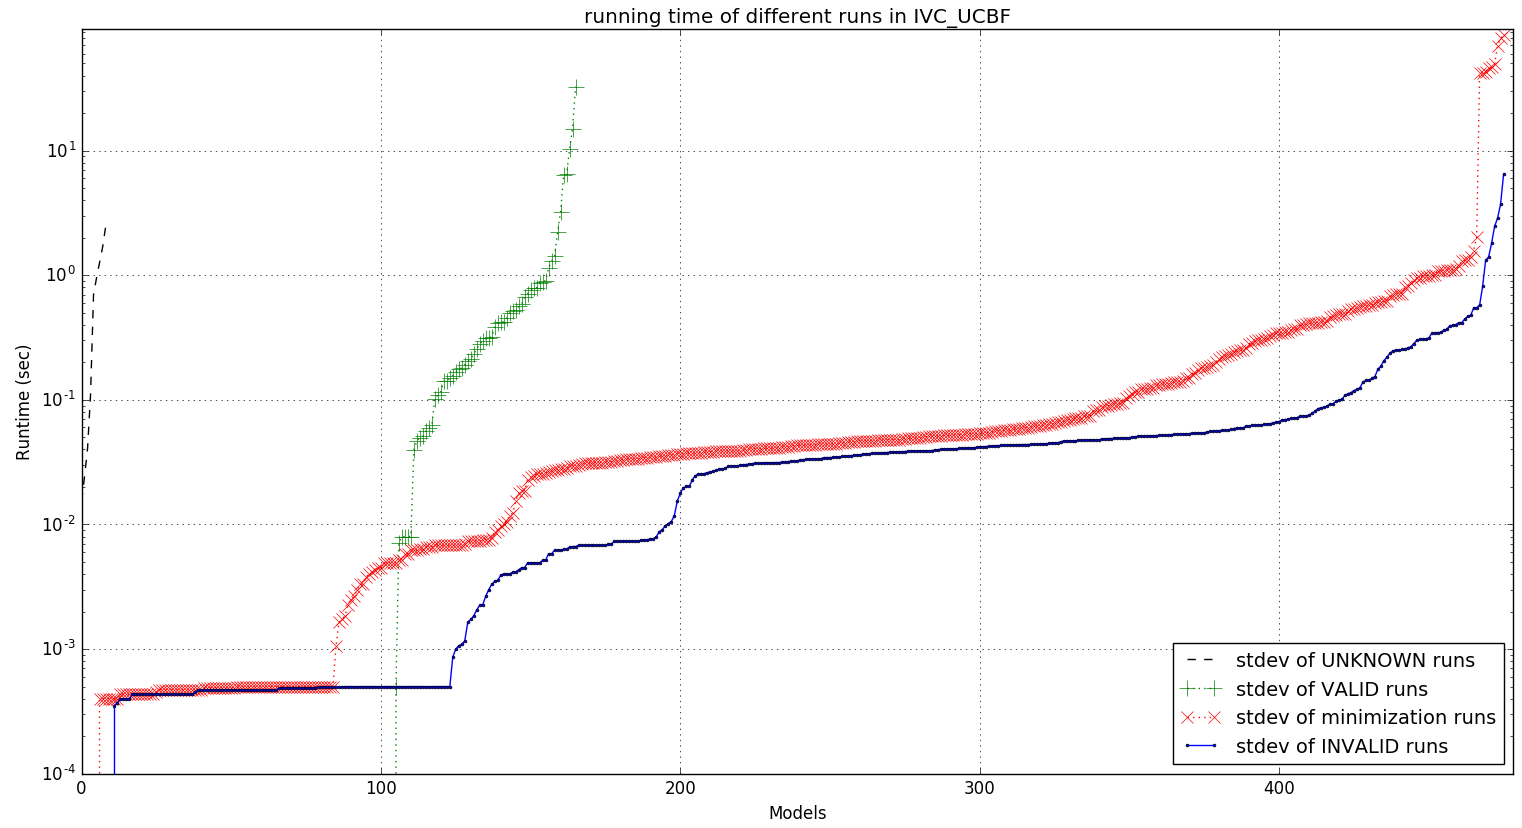 running time of different runs in IVC_UCBF
Runtime (sec)
10^1
10^0
10^-1
10^-2
10^-3
10^-4
0 100 200 300 400
Models
stdev of UNKNOWN runs
stdev of VALID runs
stdev of minimization runs
stdev of INVALID runs